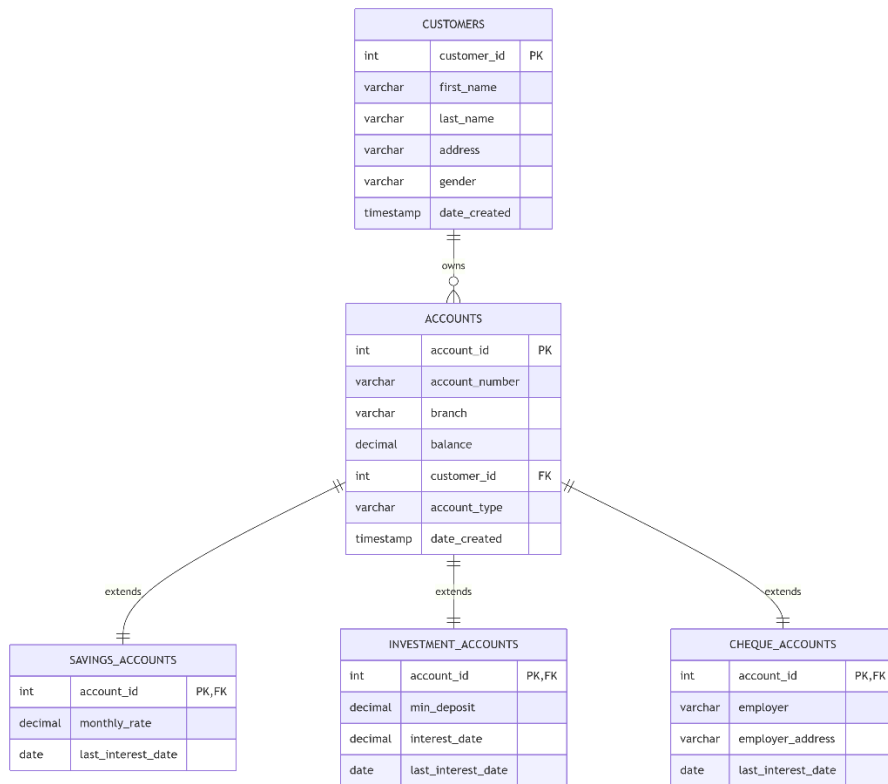 CUSTOMERS
int customer_id PK
varchar first_name
varchar last_name
varchar address
varchar gender
timestamp date_created
owns
ACCOUNTS
int account_id PK
varchar account_number
varchar branch
decimal balance
int customer_id FK
varchar account_type
timestamp date_created
extends extends extends
SAVINGS_ACCOUNTS
int account_id PK,FK
decimal monthly_rate
date last_interest_date
INVESTMENT_ACCOUNTS
int account_id PK,FK
decimal min_deposit
decimal interest_date
date last_interest_date
CHEQUE_ACCOUNTS
int account_id PK,FK
varchar employer
varchar employer_address
date last_interest_date